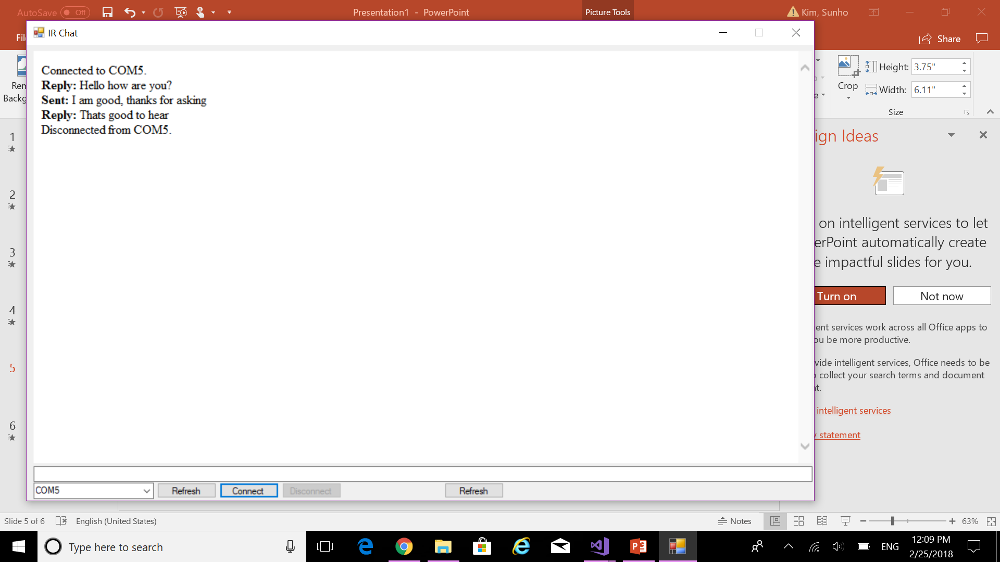 AutoSave Off
Presentation1 - PowerPoint
Picture Tools
Kim, Sunho
IR Chat
Share
Connected to COM5.
Reply: Hello how are you?
Sent: I am good, thanks for asking
Reply: Thats good to hear
Disconnected from COM5.
Crop
Height: 3.75"
Width: 6.11"
Size
1
2
3
4
5
6
ign Ideas
on intelligent services to let
erPoint automatically create
e impactful slides for you.
Turn on
Not now
ent services work across all Office apps to
ou be more productive.
vide intelligent services, Office needs to be
collect your search terms and document
intelligent services
statement
COM5
Refresh
Connect
Disconnect
Refresh
Slide 5 of 6
English (United States)
Notes
63%
Type here to search
ENG
12:09 PM
2/25/2018